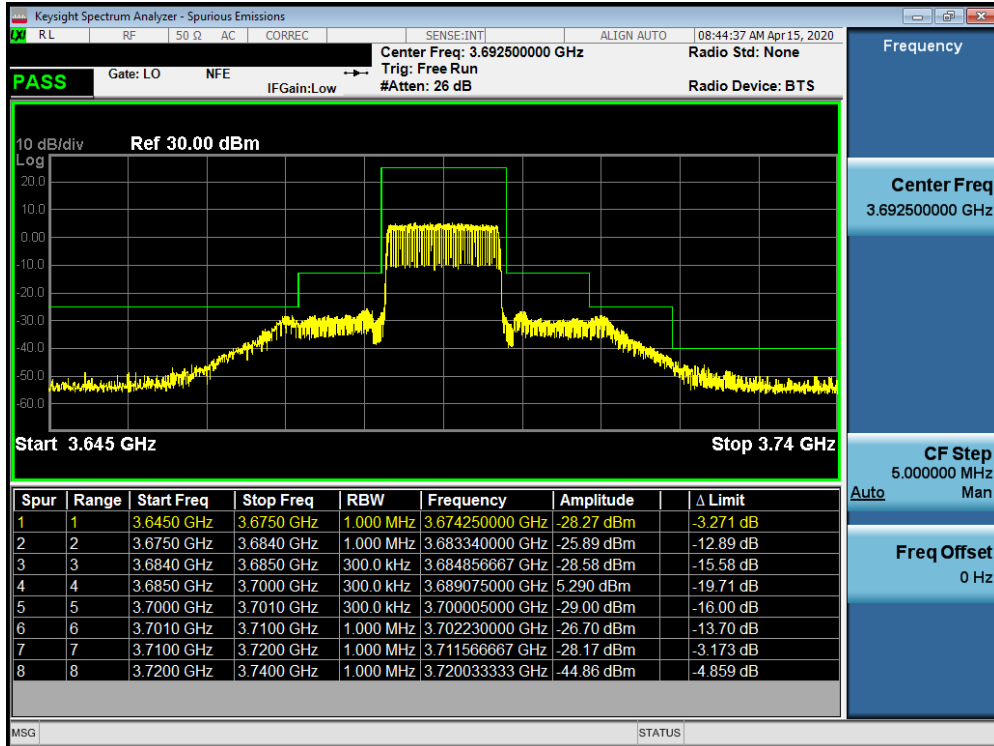 Keysight Spectrum Analyzer - Spurious Emissions
LXI RL RF 50 Ω AC CORREC SENSE:INT ALIGN AUTO 08:44:37 AM Apr 15, 2020
Frequency
Center Freq: 3.692500000 GHz Radio Std: None
PASS Gate: LO NFE Trig: Free Run
IFGain:Low #Atten: 26 dB Radio Device: BTS
10 dB/div Ref 30.00 dBm
Log
20.0
10.0
0.00
-10.0
-20.0
-30.0
-40.0
-50.0
-60.0
Start 3.645 GHz Stop 3.74 GHz
Spur Range Start Freq Stop Freq RBW Frequency Amplitude Δ Limit
1 1 3.6450 GHz 3.6750 GHz 1.000 MHz 3.674250000 GHz -28.27 dBm -3.271 dB
2 2 3.6750 GHz 3.6840 GHz 1.000 MHz 3.683340000 GHz -25.89 dBm -12.89 dB
3 3 3.6840 GHz 3.6850 GHz 300.0 kHz 3.684856667 GHz -28.58 dBm -15.58 dB
4 4 3.6850 GHz 3.7000 GHz 300.0 kHz 3.689075000 GHz 5.290 dBm -19.71 dB
5 5 3.7000 GHz 3.7010 GHz 300.0 kHz 3.700005000 GHz -29.00 dBm -16.00 dB
6 6 3.7010 GHz 3.7100 GHz 1.000 MHz 3.702230000 GHz -26.70 dBm -13.70 dB
7 7 3.7100 GHz 3.7200 GHz 1.000 MHz 3.711566667 GHz -28.17 dBm -3.173 dB
8 8 3.7200 GHz 3.7400 GHz 1.000 MHz 3.720033333 GHz -44.86 dBm -4.859 dB
Center Freq
3.692500000 GHz
CF Step
5.000000 MHz
Auto Man
Freq Offset
0 Hz
MSG STATUS